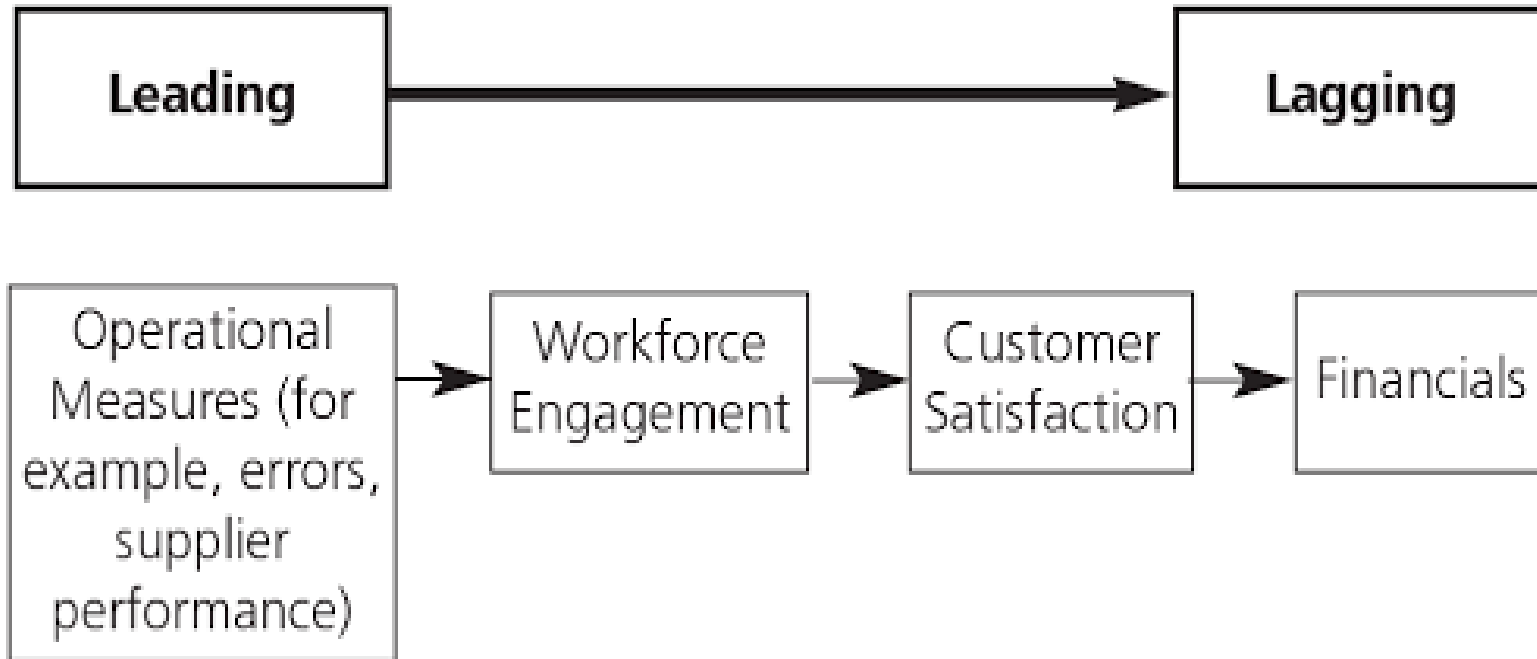 Leading
Lagging
Operational
Measures (for
example, errors,
supplier
performance)
Workforce
Engagement
Customer
Satisfaction
Financials